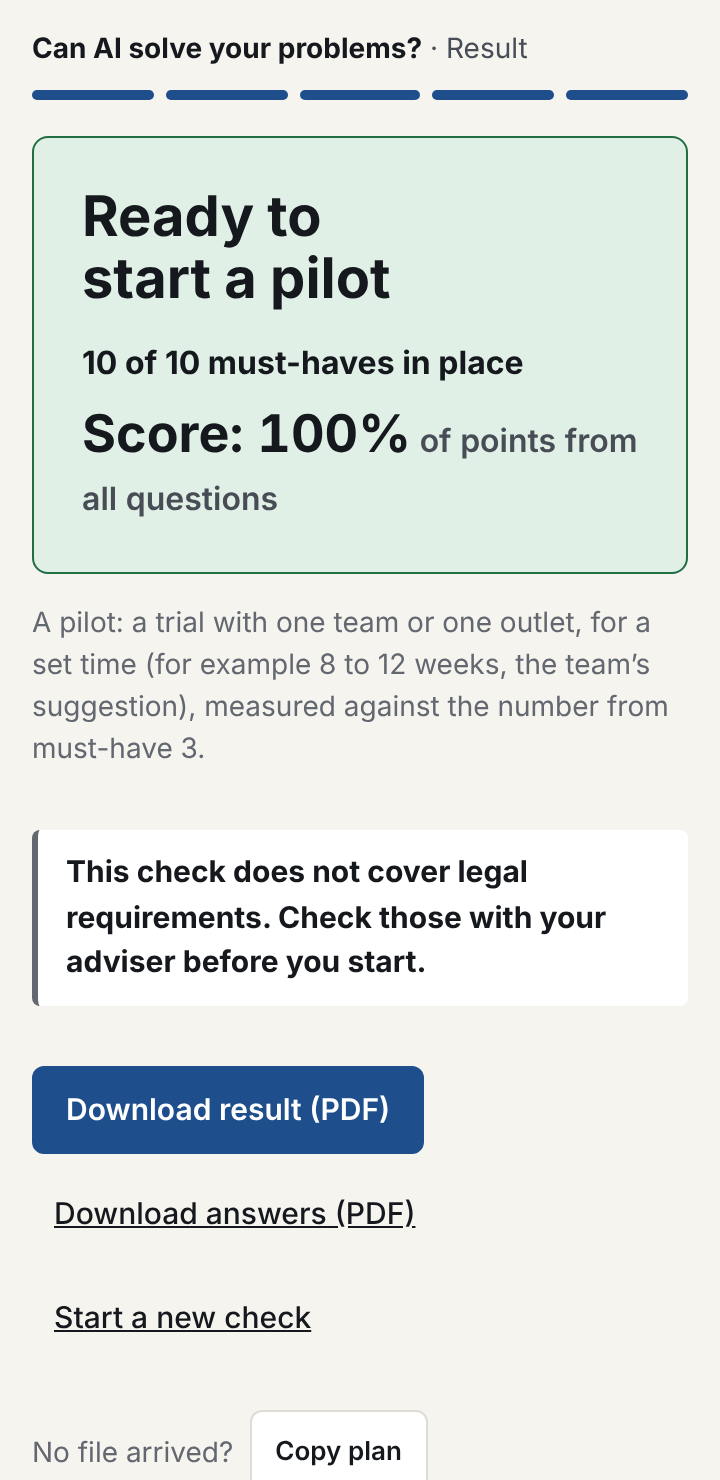 Can AI solve your problems? · Result
Ready to
start a pilot
10 of 10 must-haves in place
Score: 100% of points from
all questions
A pilot: a trial with one team or one outlet, for a
set time (for example 8 to 12 weeks, the team’s
suggestion), measured against the number from
must-have 3.
This check does not cover legal
requirements. Check those with your
adviser before you start.
Download result (PDF)
Download answers (PDF)
Start a new check
No file arrived? Copy plan